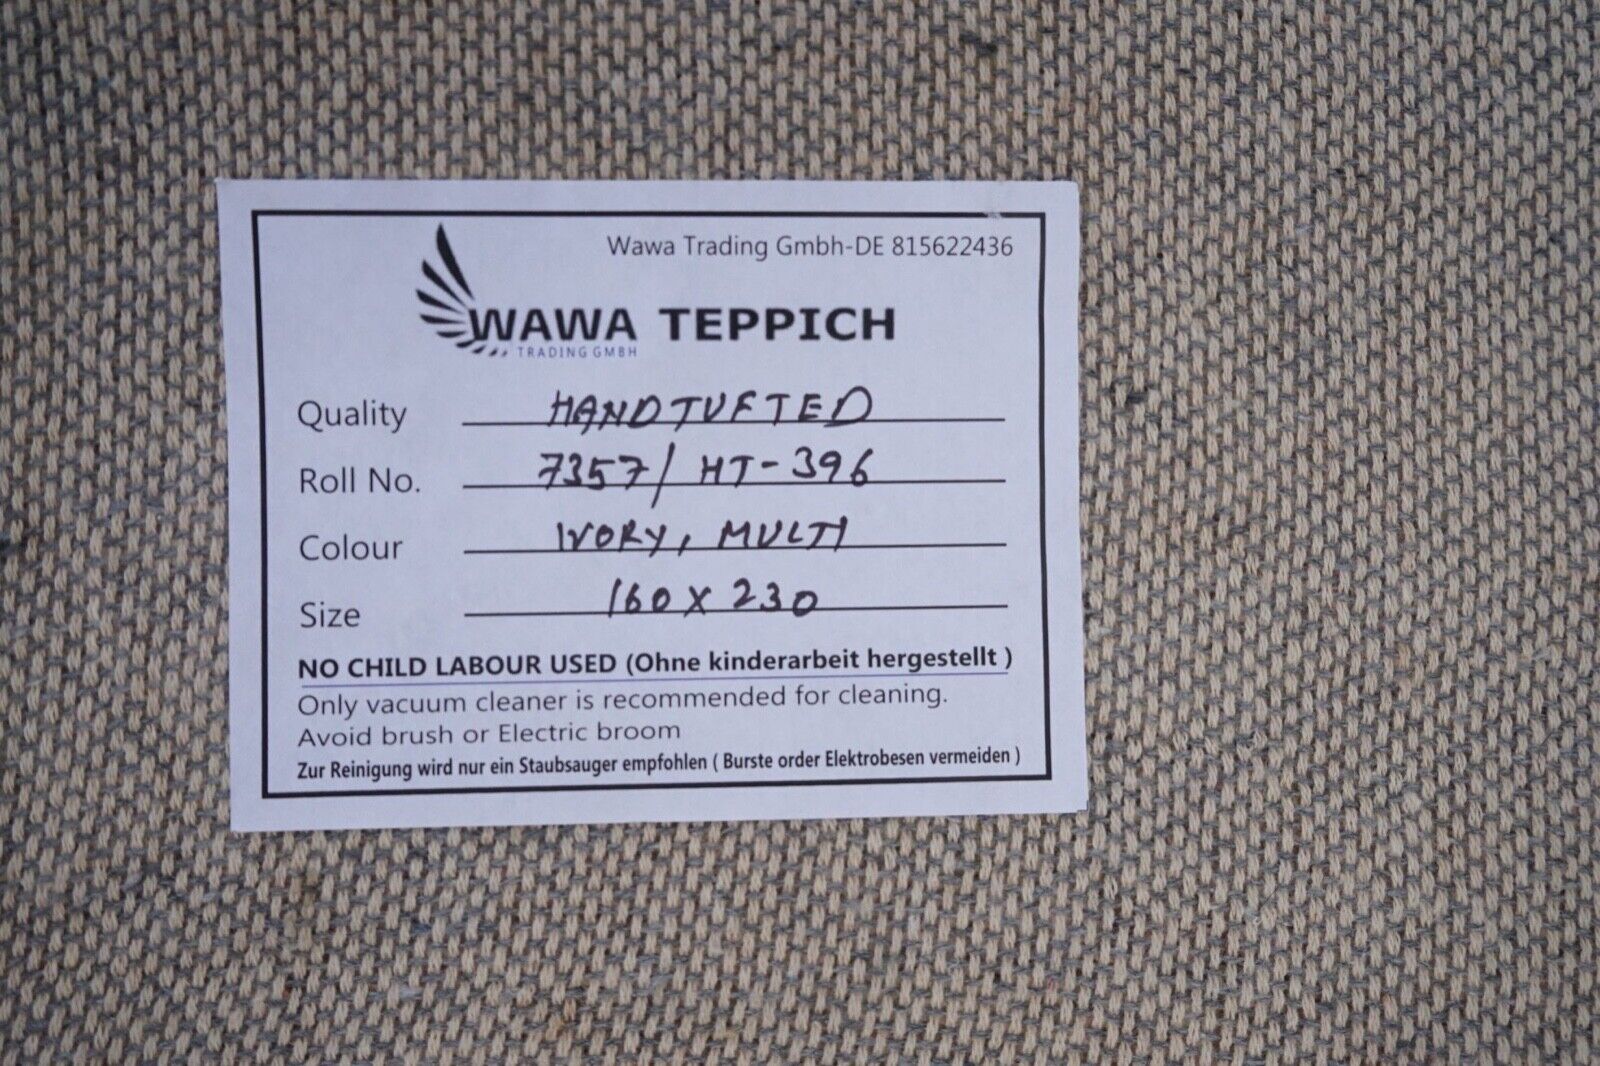 Wawa Trading Gmbh-DE 815622436
WAWA TEPPICH
TRADING GMBH
Quality HANDTUFTED
Roll No. 7357/ HT-396
Colour IVORY, MULTI
Size 160 x 230
NO CHILD LABOUR USED (Ohne kinderarbeit hergestellt )
Only vacuum cleaner is recommended for cleaning.
Avoid brush or Electric broom
Zur Reinigung wird nur ein Staubsauger empfohlen ( Burste order Elektrobesen vermeiden )